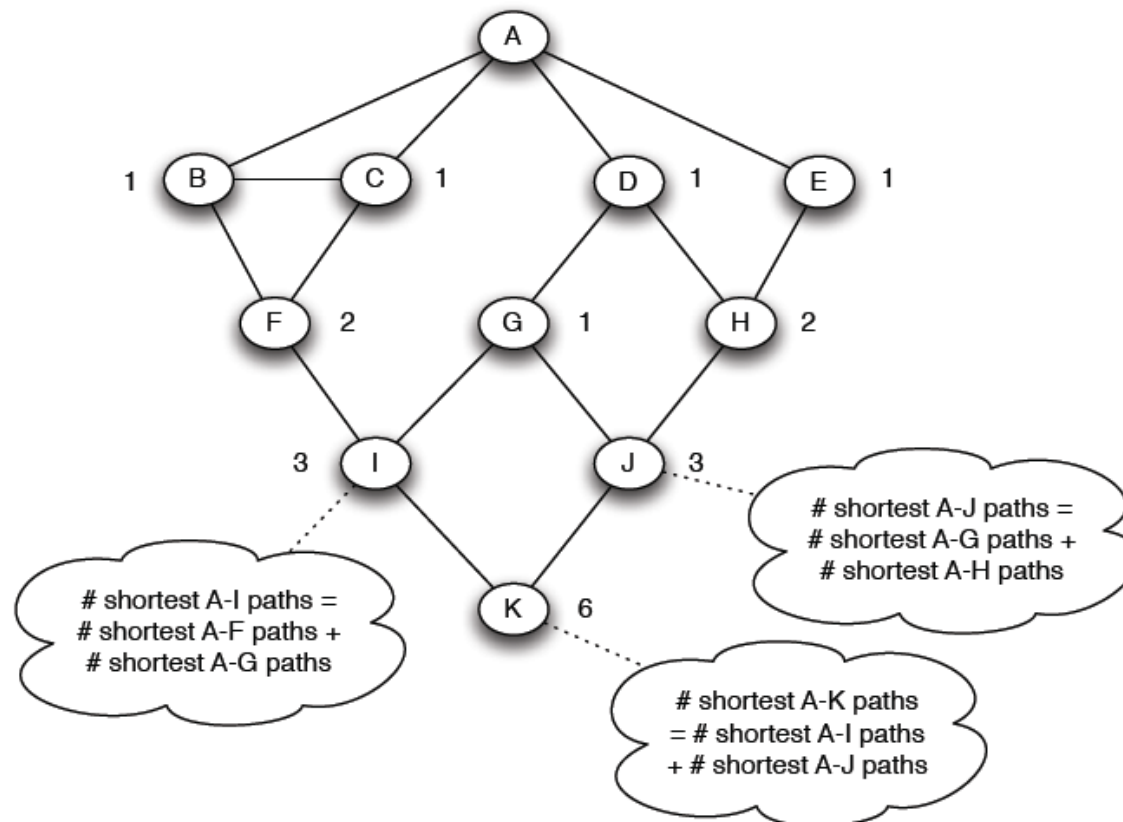 A
1 B C 1 D 1 E 1
F 2 G 1 H 2
3 I J 3
# shortest A-J paths =
# shortest A-G paths +
# shortest A-H paths
# shortest A-I paths =
# shortest A-F paths +
# shortest A-G paths
K 6
# shortest A-K paths
= # shortest A-I paths
+ # shortest A-J paths